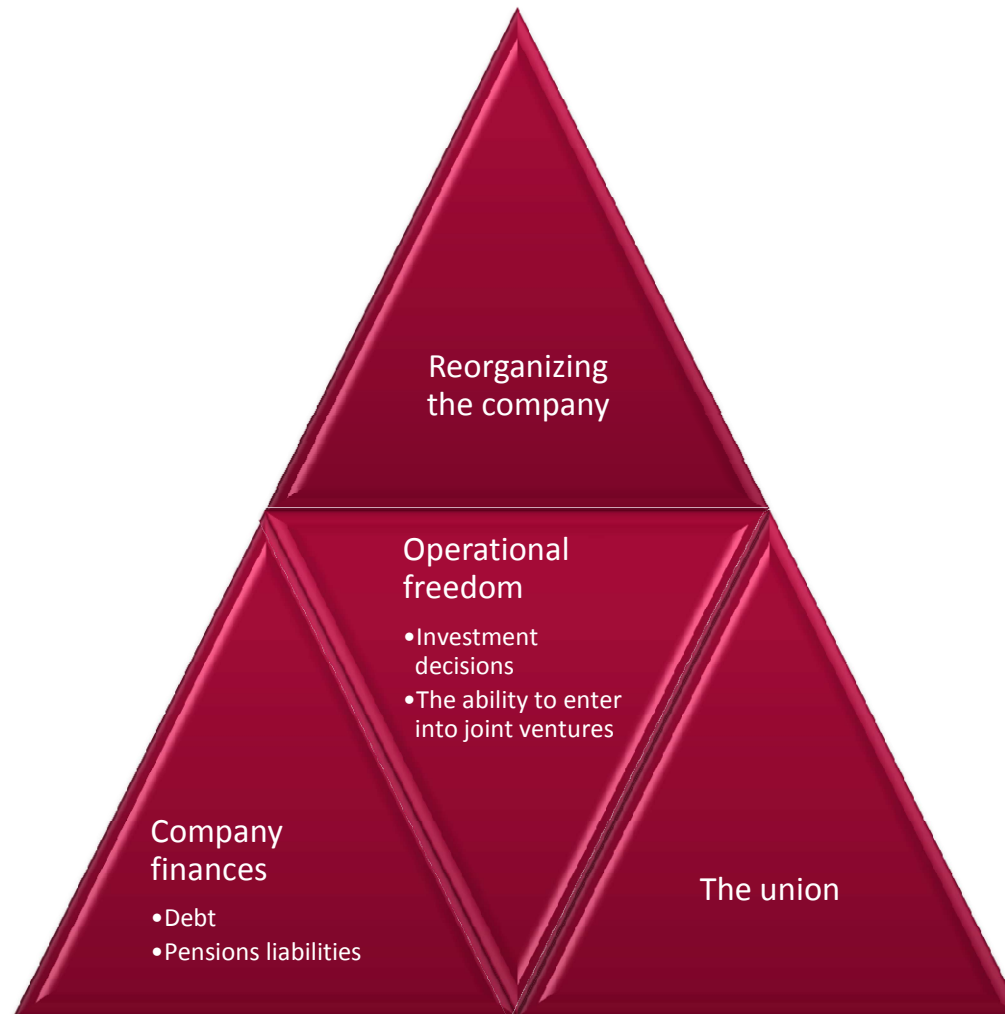 Reorganizing
the company
Operational
freedom
•Investment
decisions
•The ability to enter
into joint ventures
Company
finances
•Debt
•Pensions liabilities
The union